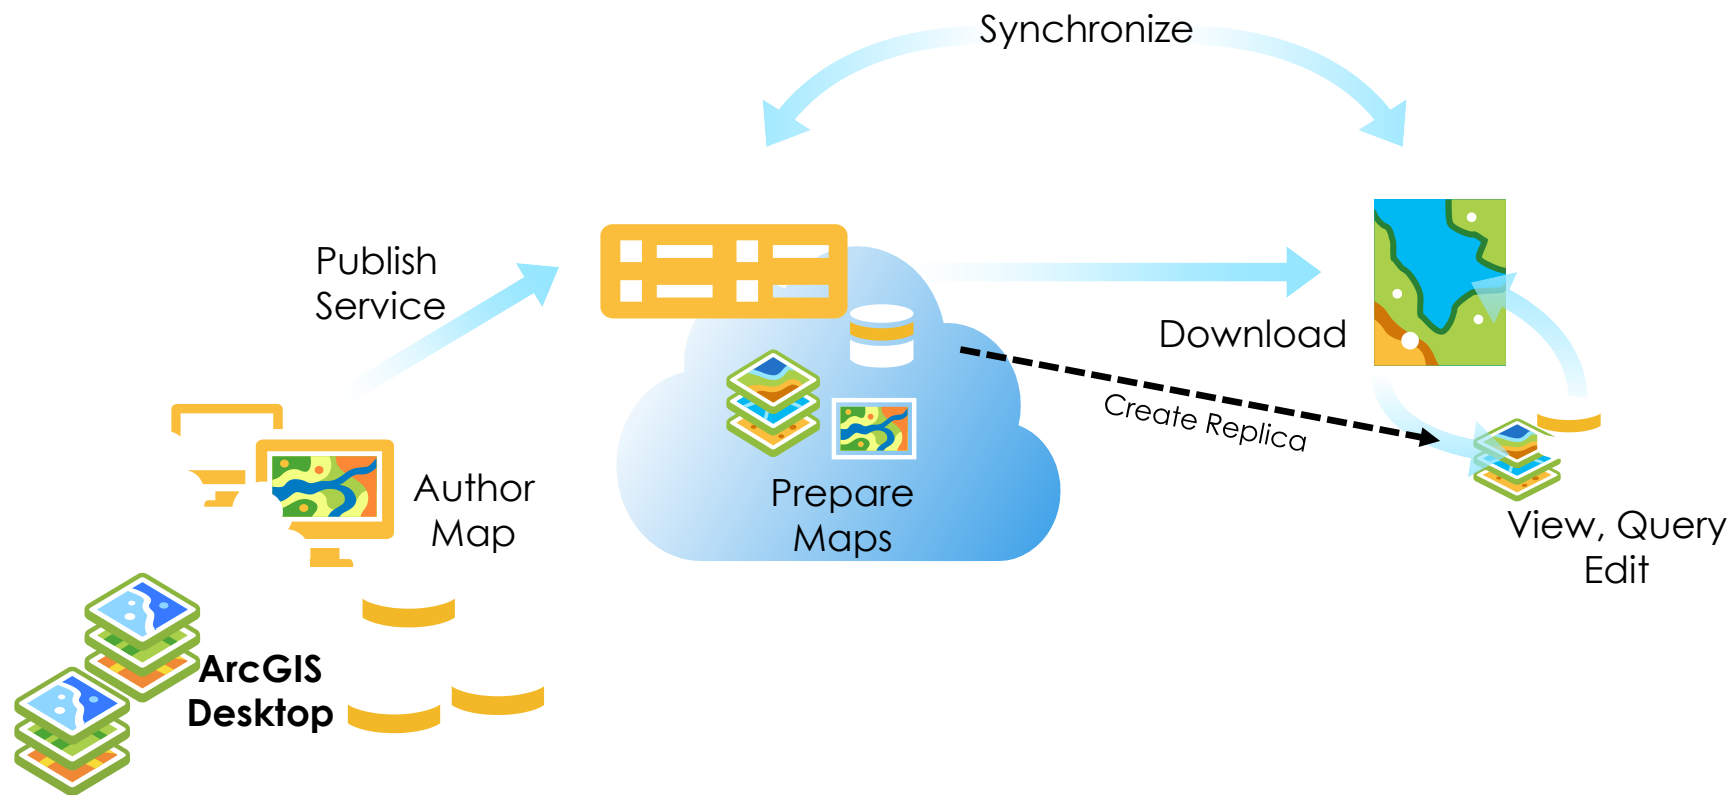 Synchronize
Publish
Service
Download
Create Replica
Author
Map
Prepare
Maps
View, Query
Edit
ArcGIS
Desktop